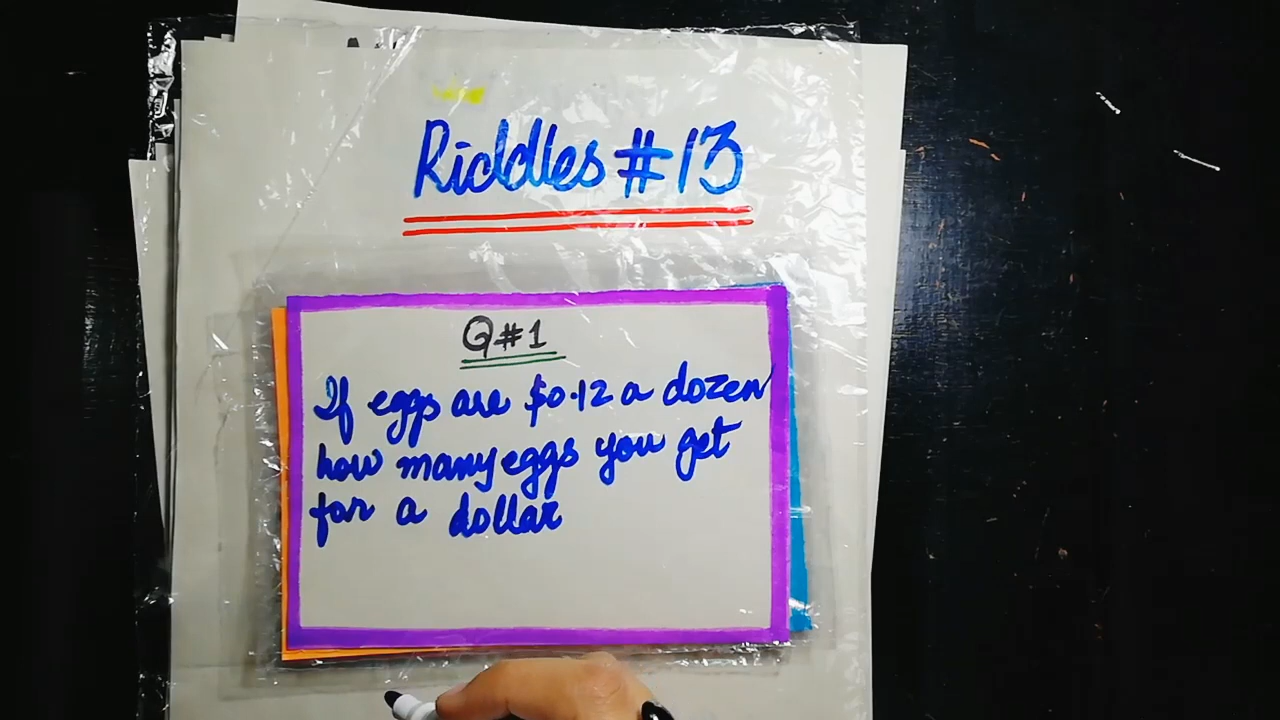 Riddles #13
Q#1
If eggs are $0.12 a dozen
how many eggs you get
for a dollar